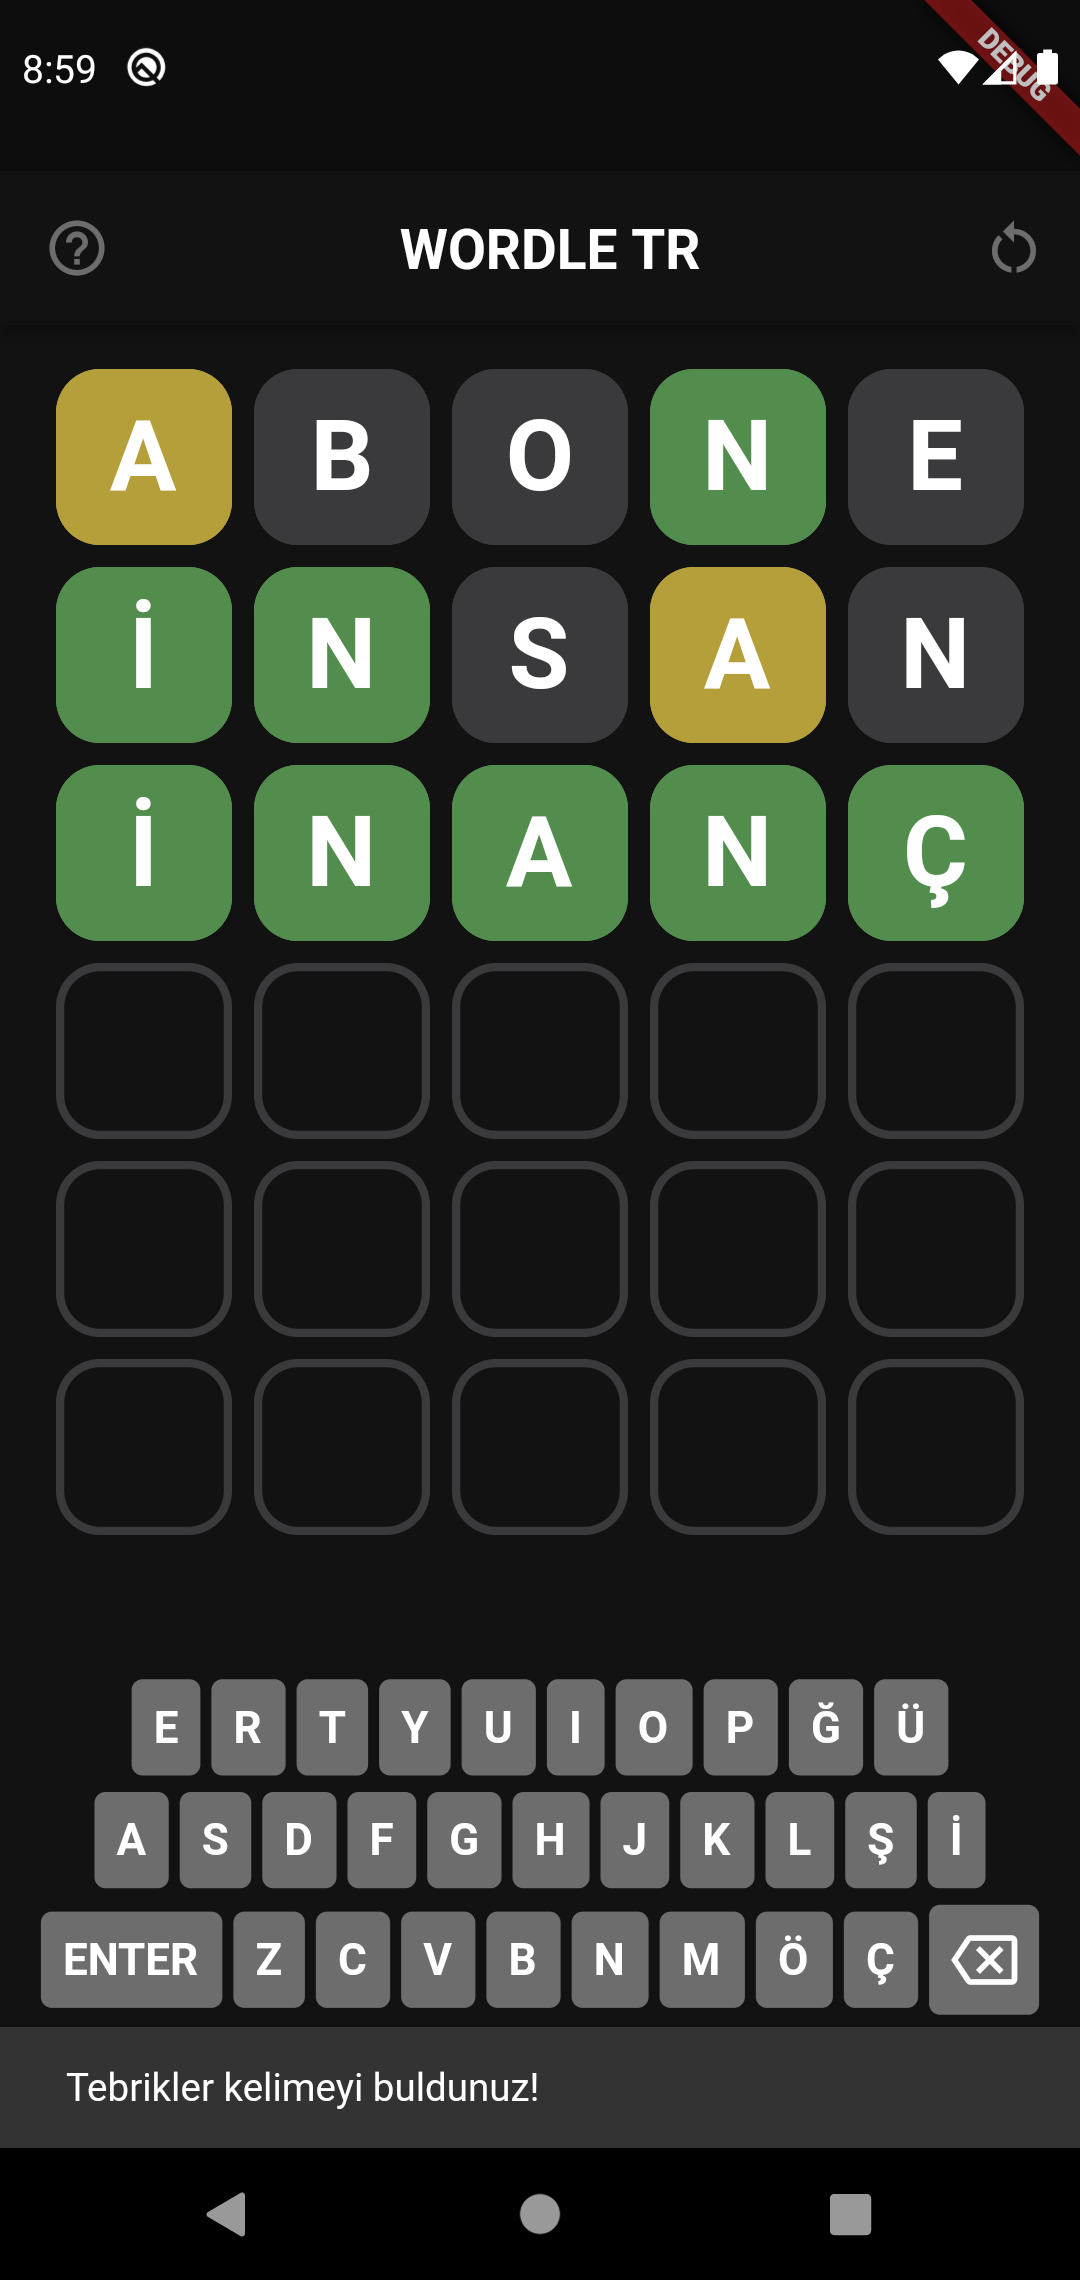 8:59
DEBUG
WORDLE TR
A B O N E
İ N S A N
İ N A N Ç
E R T Y U I O P Ğ Ü
A S D F G H J K L Ş İ
ENTER Z C V B N M Ö Ç
Tebrikler kelimeyi buldunuz!